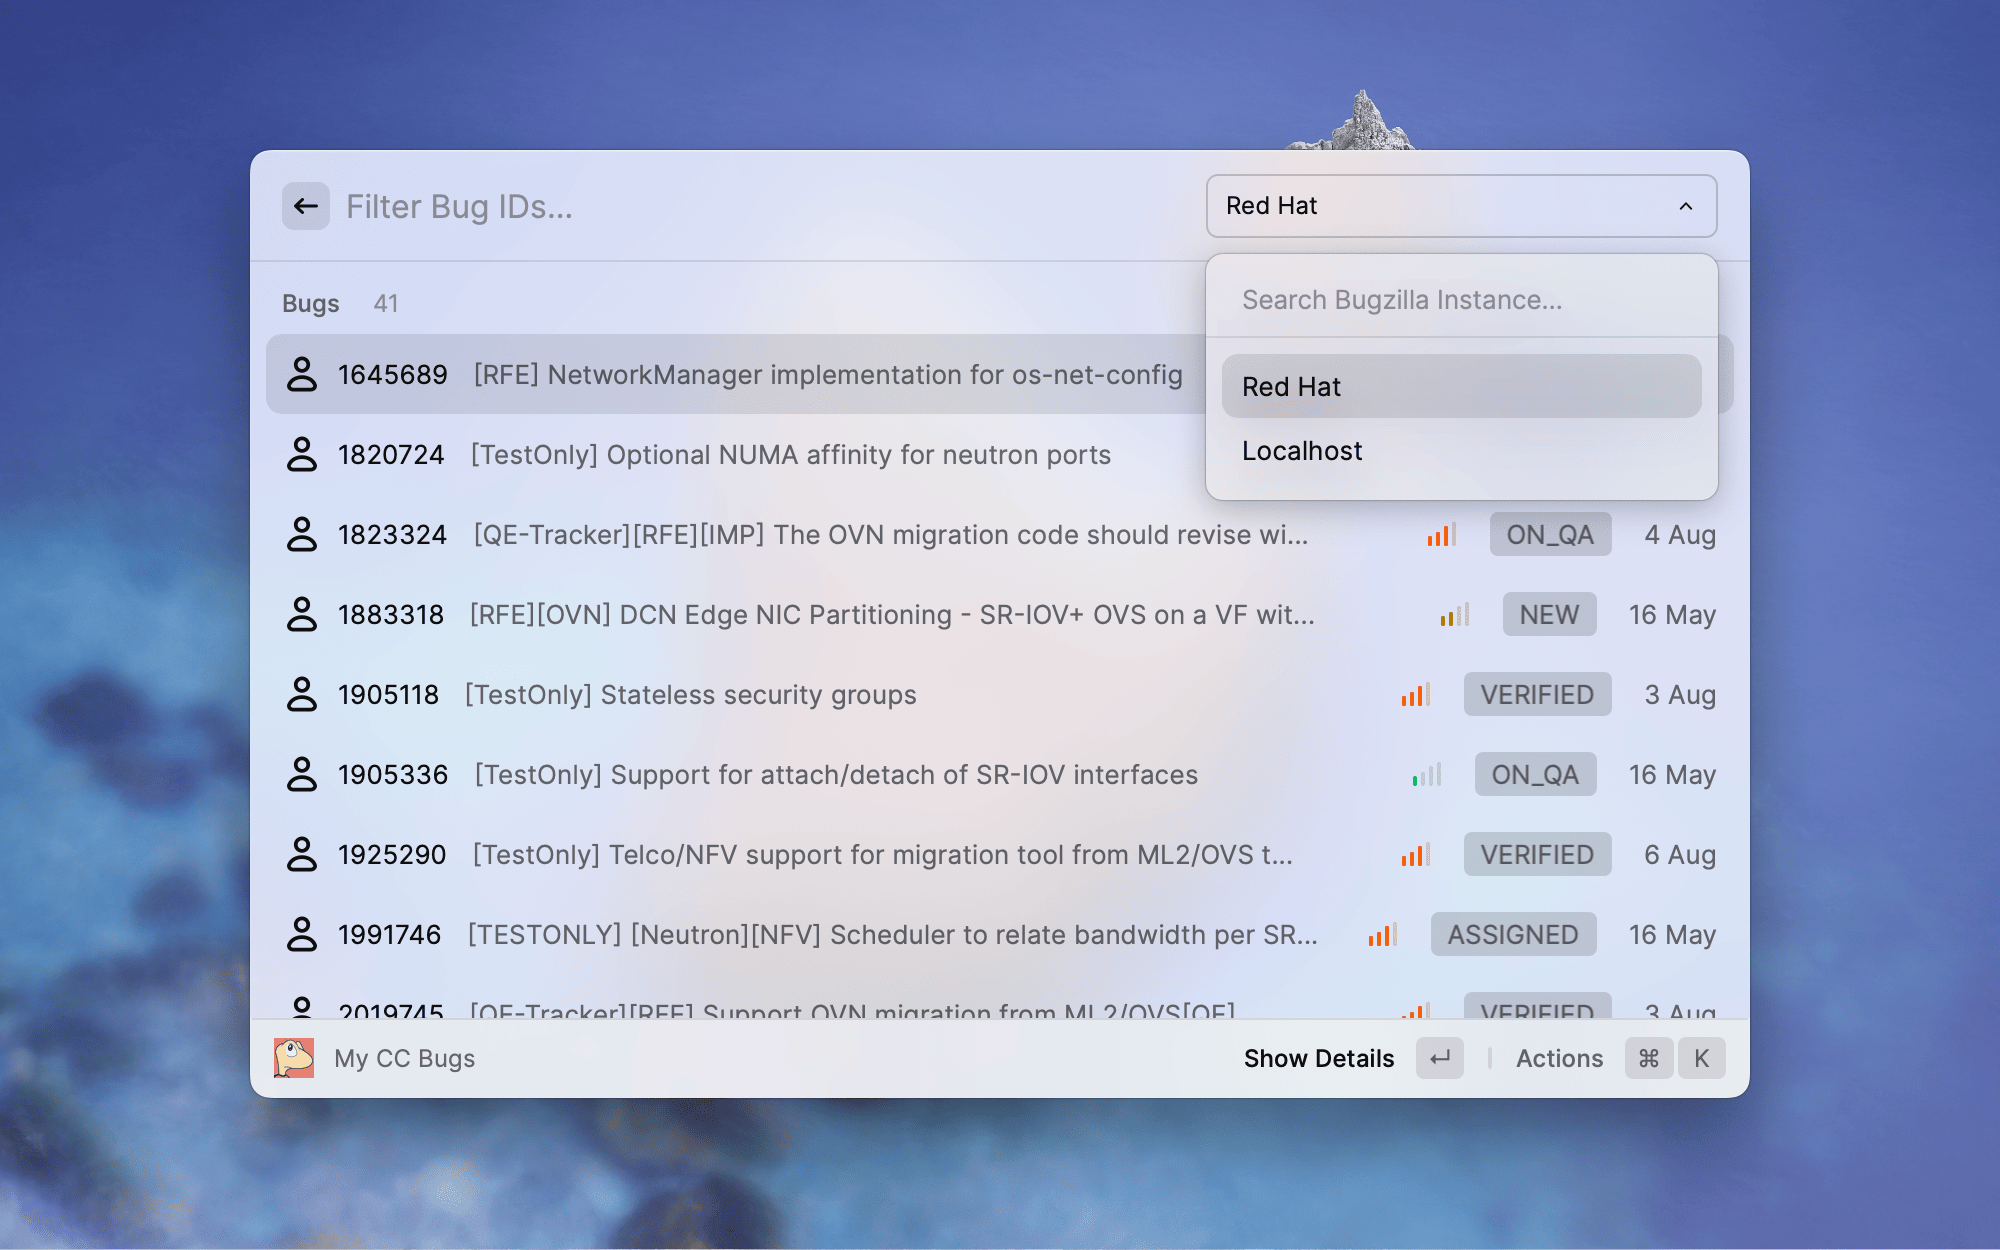 Filter Bug IDs...
Red Hat
Search Bugzilla Instance...
Red Hat
Localhost
Bugs 41
1645689 [RFE] NetworkManager implementation for os-net-config
1820724 [TestOnly] Optional NUMA affinity for neutron ports
1823324 [QE-Tracker][RFE][IMP] The OVN migration code should revise wi... ON_QA 4 Aug
1883318 [RFE][OVN] DCN Edge NIC Partitioning - SR-IOV+ OVS on a VF wit... NEW 16 May
1905118 [TestOnly] Stateless security groups VERIFIED 3 Aug
1905336 [TestOnly] Support for attach/detach of SR-IOV interfaces ON_QA 16 May
1925290 [TestOnly] Telco/NFV support for migration tool from ML2/OVS t... VERIFIED 6 Aug
1991746 [TESTONLY] [Neutron][NFV] Scheduler to relate bandwidth per SR... ASSIGNED 16 May
2019745 [QE-Tracker][RFE] Support OVN migration from ML2/OVS[QE] VERIFIED 3 Aug
My CC Bugs Show Details ↵ Actions ⌘ K